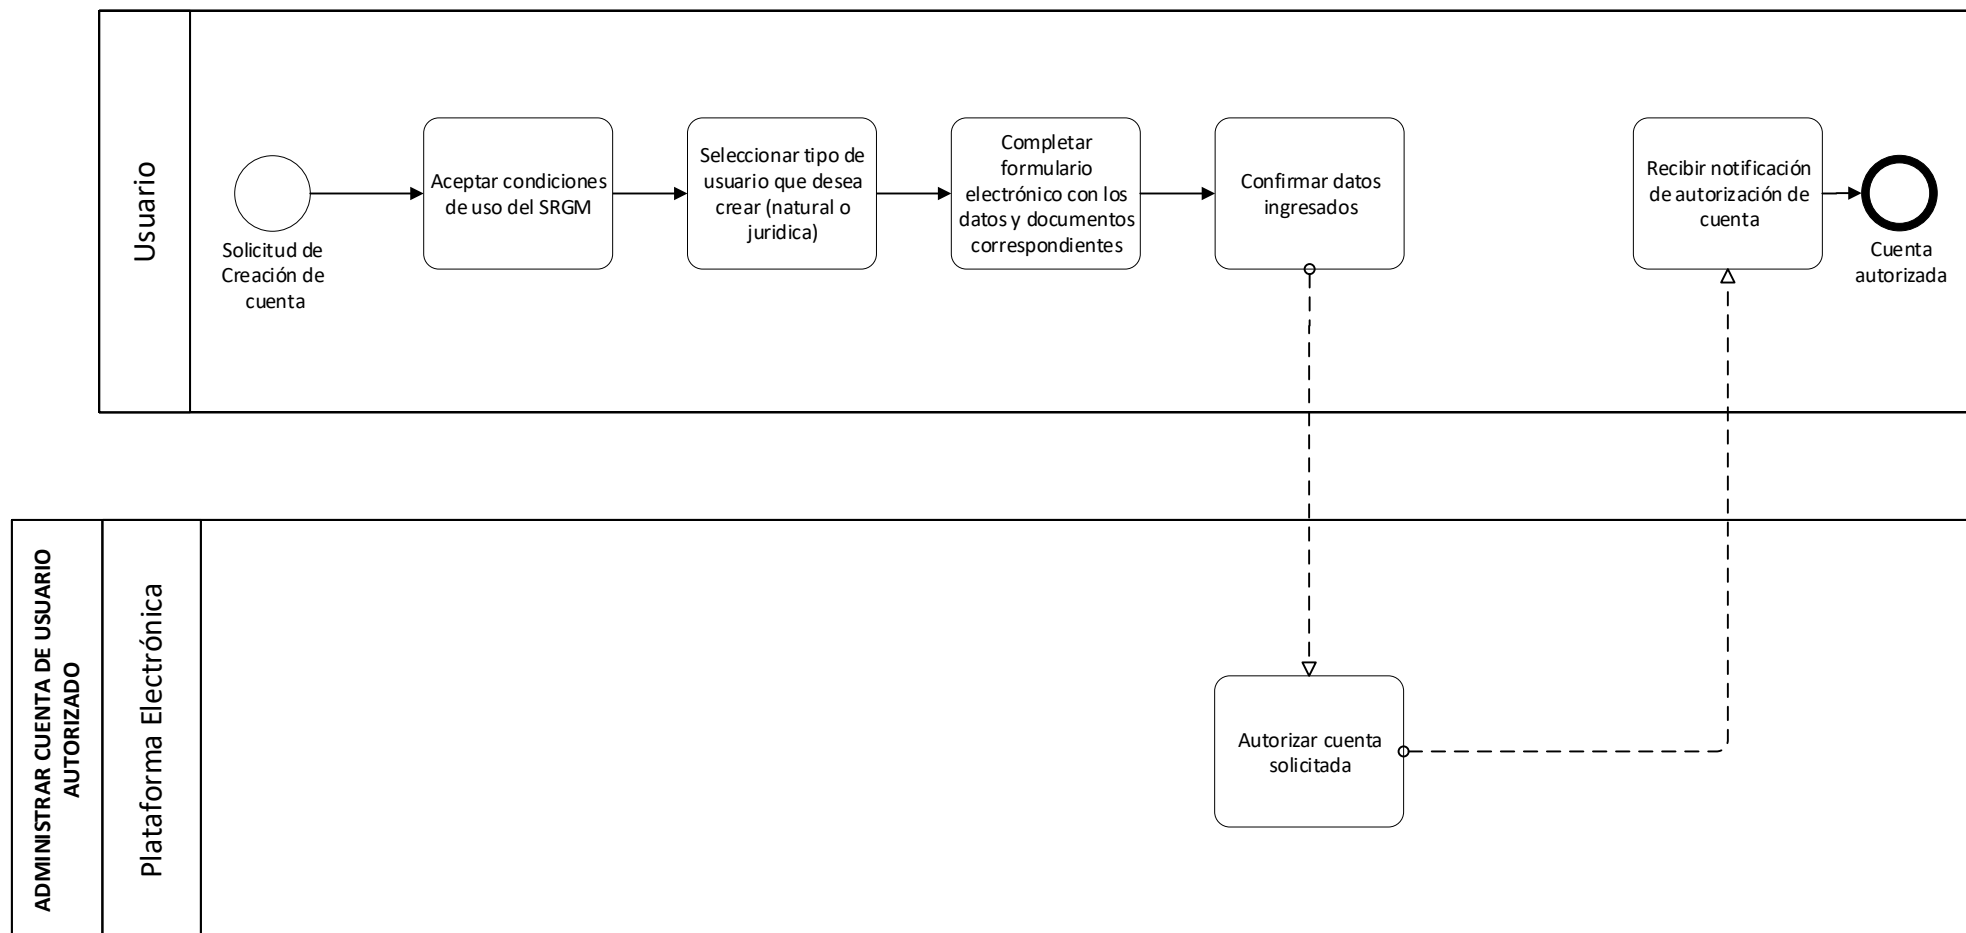 Usuario
Solicitud de
Creación de
cuenta
Aceptar condiciones
de uso del SRGM
Seleccionar tipo de
usuario que desea
crear (natural o
juridica)
Completar
formulario
electrónico con los
datos y documentos
correspondientes
Confirmar datos
ingresados
Recibir notificación
de autorización de
cuenta
Cuenta
autorizada
ADMINISTRAR CUENTA DE USUARIO
AUTORIZADO
Plataforma Electrónica
Autorizar cuenta
solicitada